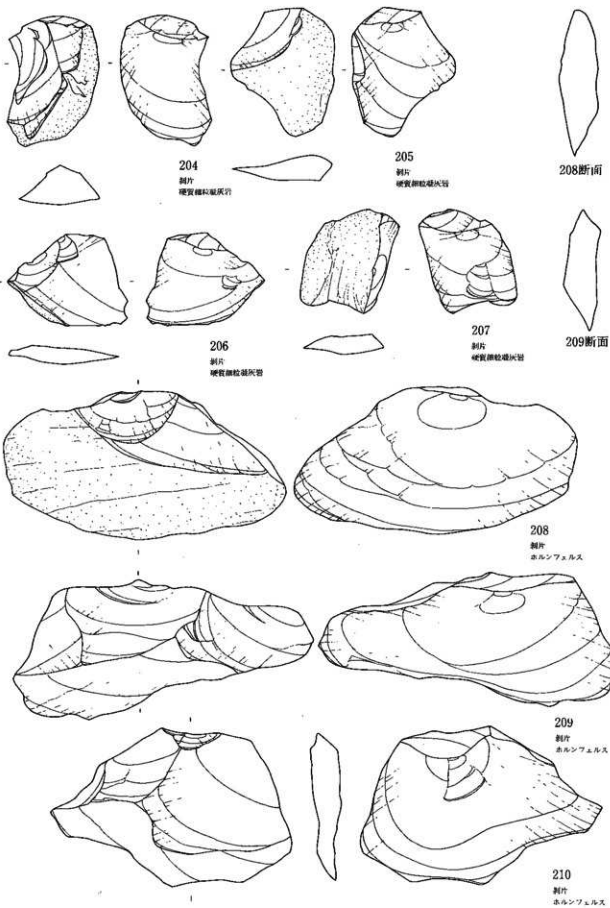 204
剥片
硬質細粒凝灰岩
205
剥片
硬質細粒凝灰岩
208断面
206
剥片
硬質細粒凝灰岩
207
剥片
硬質細粒凝灰岩
209断面
208
剥片
ホルンフェルス
209
剥片
ホルンフェルス
210
剥片
ホルンフェルス